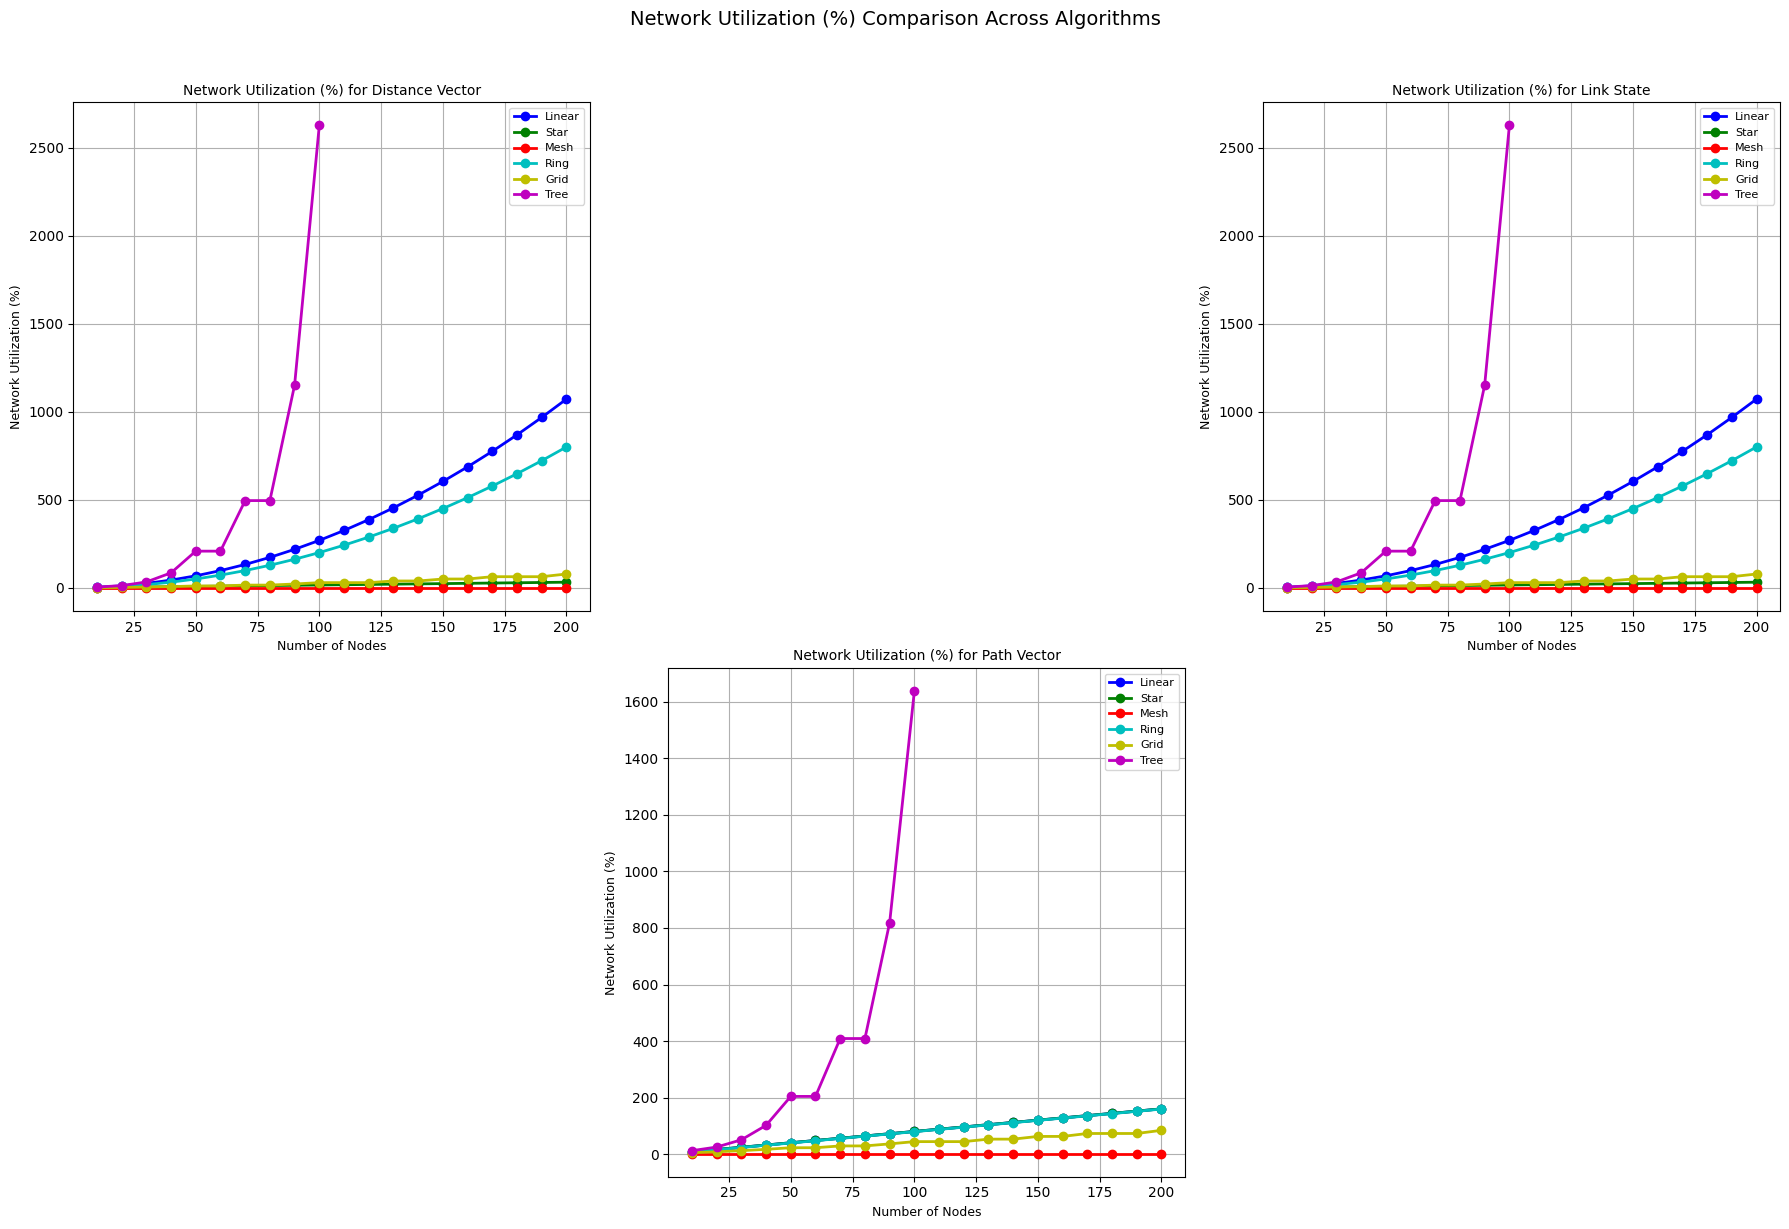 Network Utilization (%) Comparison Across Algorithms
Network Utilization (%) for Distance Vector
Network Utilization (%)
2500
2000
1500
1000
500
0
25 50 75 100 125 150 175 200
Number of Nodes
Linear
Star
Mesh
Ring
Grid
Tree
Network Utilization (%) for Link State
Network Utilization (%)
2500
2000
1500
1000
500
0
25 50 75 100 125 150 175 200
Number of Nodes
Linear
Star
Mesh
Ring
Grid
Tree
Network Utilization (%) for Path Vector
Network Utilization (%)
1600
1400
1200
1000
800
600
400
200
0
25 50 75 100 125 150 175 200
Number of Nodes
Linear
Star
Mesh
Ring
Grid
Tree